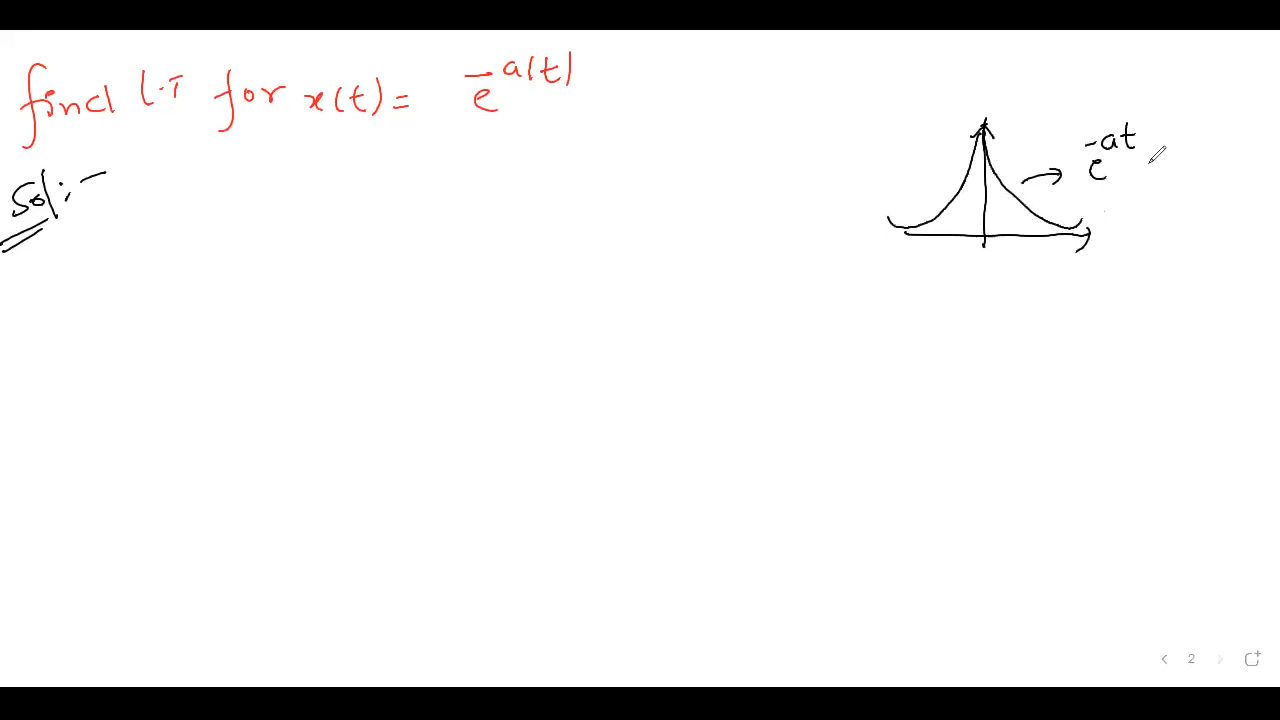 find L.T for x(t) = e^-a|t|
e^-at
Sol:-
2